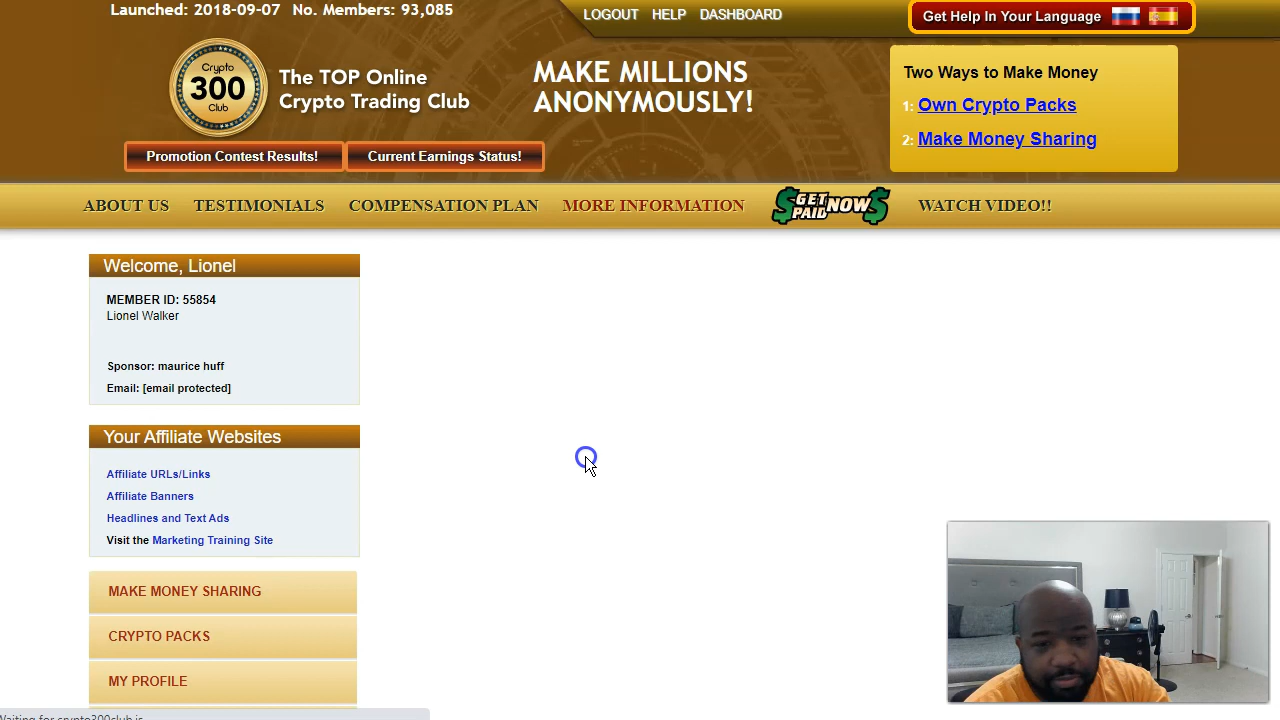 Launched: 2018-09-07 No. Members: 93,085
LOGOUT HELP DASHBOARD
Get Help In Your Language
Crypto
300
Club
The TOP Online
Crypto Trading Club
MAKE MILLIONS
ANONYMOUSLY!
Two Ways to Make Money
1: Own Crypto Packs
2: Make Money Sharing
Promotion Contest Results! Current Earnings Status!
ABOUT US TESTIMONIALS COMPENSATION PLAN MORE INFORMATION GET PAID NOW WATCH VIDEO!!
Welcome, Lionel
MEMBER ID: 55854
Lionel Walker
Sponsor: maurice huff
Email: [email protected]
Your Affiliate Websites
Affiliate URLs/Links
Affiliate Banners
Headlines and Text Ads
Visit the Marketing Training Site
MAKE MONEY SHARING
CRYPTO PACKS
MY PROFILE
Waiting for crypto300club.is